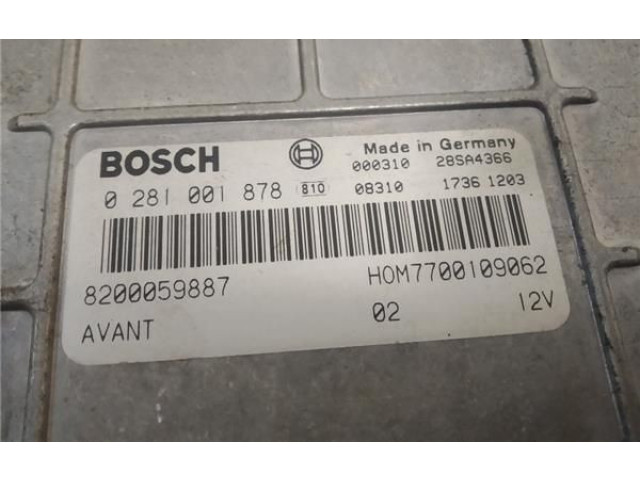 BOSCH Made in Germany
000310 28SA4366
0 281 001 878 810 08310 1736 1203
8200059887 HOM7700109062
AVANT 02 12V